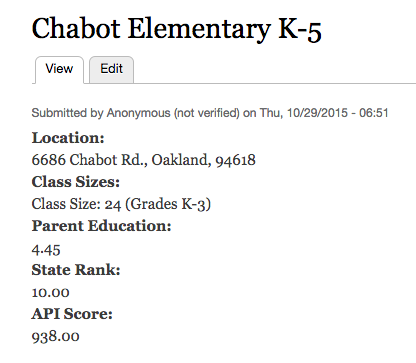 Chabot Elementary K-5
View Edit
Submitted by Anonymous (not verified) on Thu, 10/29/2015 - 06:51
Location:
6686 Chabot Rd., Oakland, 94618
Class Sizes:
Class Size: 24 (Grades K-3)
Parent Education:
4.45
State Rank:
10.00
API Score:
938.00